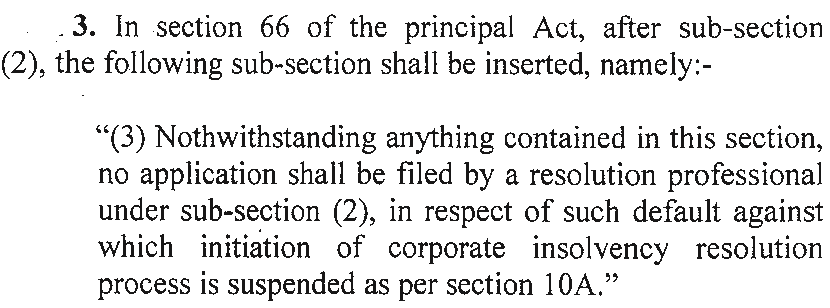 3. In section 66 of the principal Act, after sub-section
(2), the following sub-section shall be inserted, namely:-
“(3) Nothwithstanding anything contained in this section,
no application shall be filed by a resolution professional
under sub-section (2), in respect of such default against
which initiation of corporate insolvency resolution
process is suspended as per section 10A.”